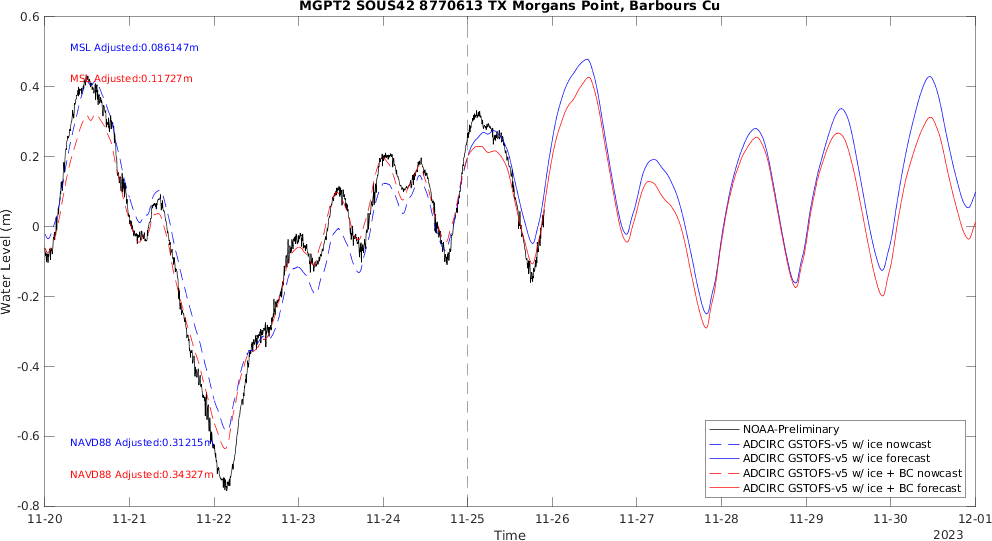 MGPT2 SOUS42 8770613 TX Morgans Point, Barbours Cu
0.6
0.4
0.2
0
-0.2
-0.4
-0.6
-0.8
Water Level (m)
MSL Adjusted:0.086147m
MSL Adjusted:0.11727m
NAVD88 Adjusted:0.31215m
NAVD88 Adjusted:0.34327m
NOAA-Preliminary
ADCIRC GSTOFS-v5 w/ ice nowcast
ADCIRC GSTOFS-v5 w/ ice forecast
ADCIRC GSTOFS-v5 w/ ice + BC nowcast
ADCIRC GSTOFS-v5 w/ ice + BC forecast
11-20 11-21 11-22 11-23 11-24 11-25 11-26 11-27 11-28 11-29 11-30 12-01
Time
2023